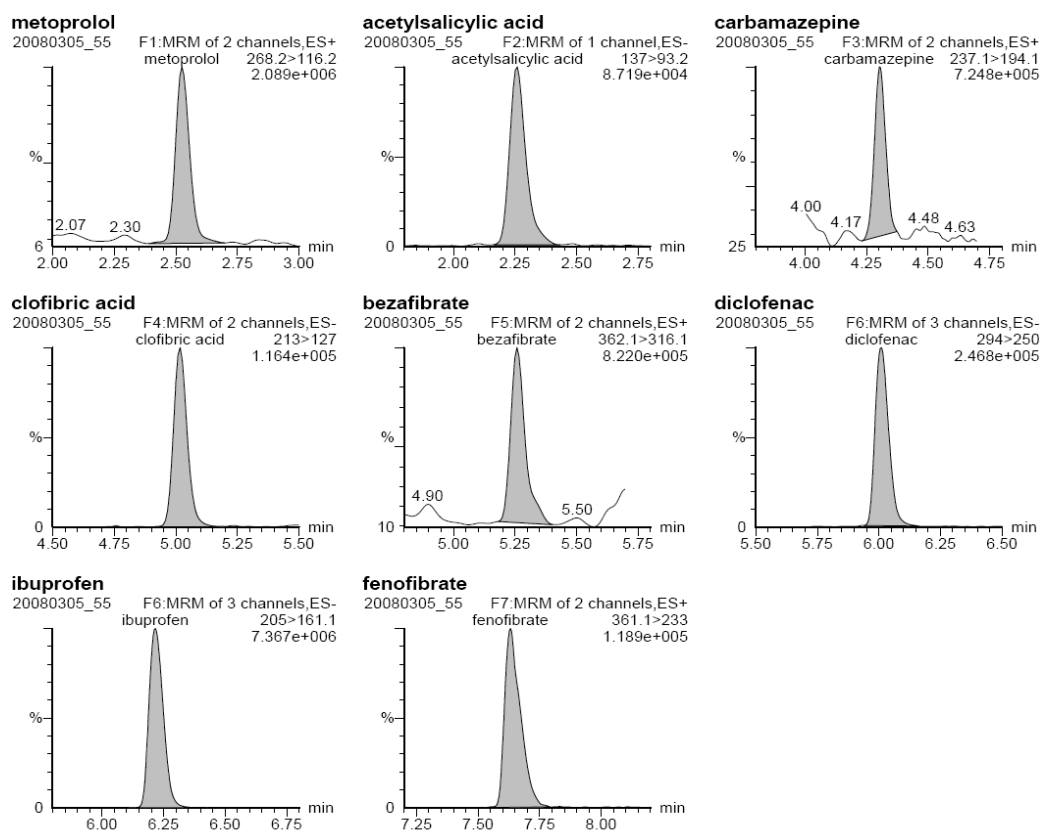 metoprolol
20080305_55 F1:MRM of 2 channels,ES+
metoprolol 268.2>116.2
2.089e+006
%
2.07
2.30
6
min
2.00 2.25 2.50 2.75 3.00
acetylsalicylic acid
20080305_55 F2:MRM of 1 channel,ES-
acetylsalicylic acid 137>93.2
8.719e+004
%
0
min
2.00 2.25 2.50 2.75
carbamazepine
20080305_55 F3:MRM of 2 channels,ES+
carbamazepine 237.1>194.1
7.248e+005
%
4.00
4.17
4.48
4.63
25
min
4.00 4.25 4.50 4.75
clofibric acid
20080305_55 F4:MRM of 2 channels,ES-
clofibric acid 213>127
1.164e+005
%
0
min
4.50 4.75 5.00 5.25 5.50
bezafibrate
20080305_55 F5:MRM of 2 channels,ES+
bezafibrate 362.1>316.1
8.220e+005
%
4.90
5.50
10
min
5.00 5.25 5.50 5.75
diclofenac
20080305_55 F6:MRM of 3 channels,ES-
diclofenac 294>250
2.468e+005
%
0
min
5.50 5.75 6.00 6.25 6.50
ibuprofen
20080305_55 F6:MRM of 3 channels,ES-
ibuprofen 205>161.1
7.367e+006
%
0
min
6.00 6.25 6.50 6.75
fenofibrate
20080305_55 F7:MRM of 2 channels,ES+
fenofibrate 361.1>233
1.189e+005
%
0
min
7.25 7.50 7.75 8.00